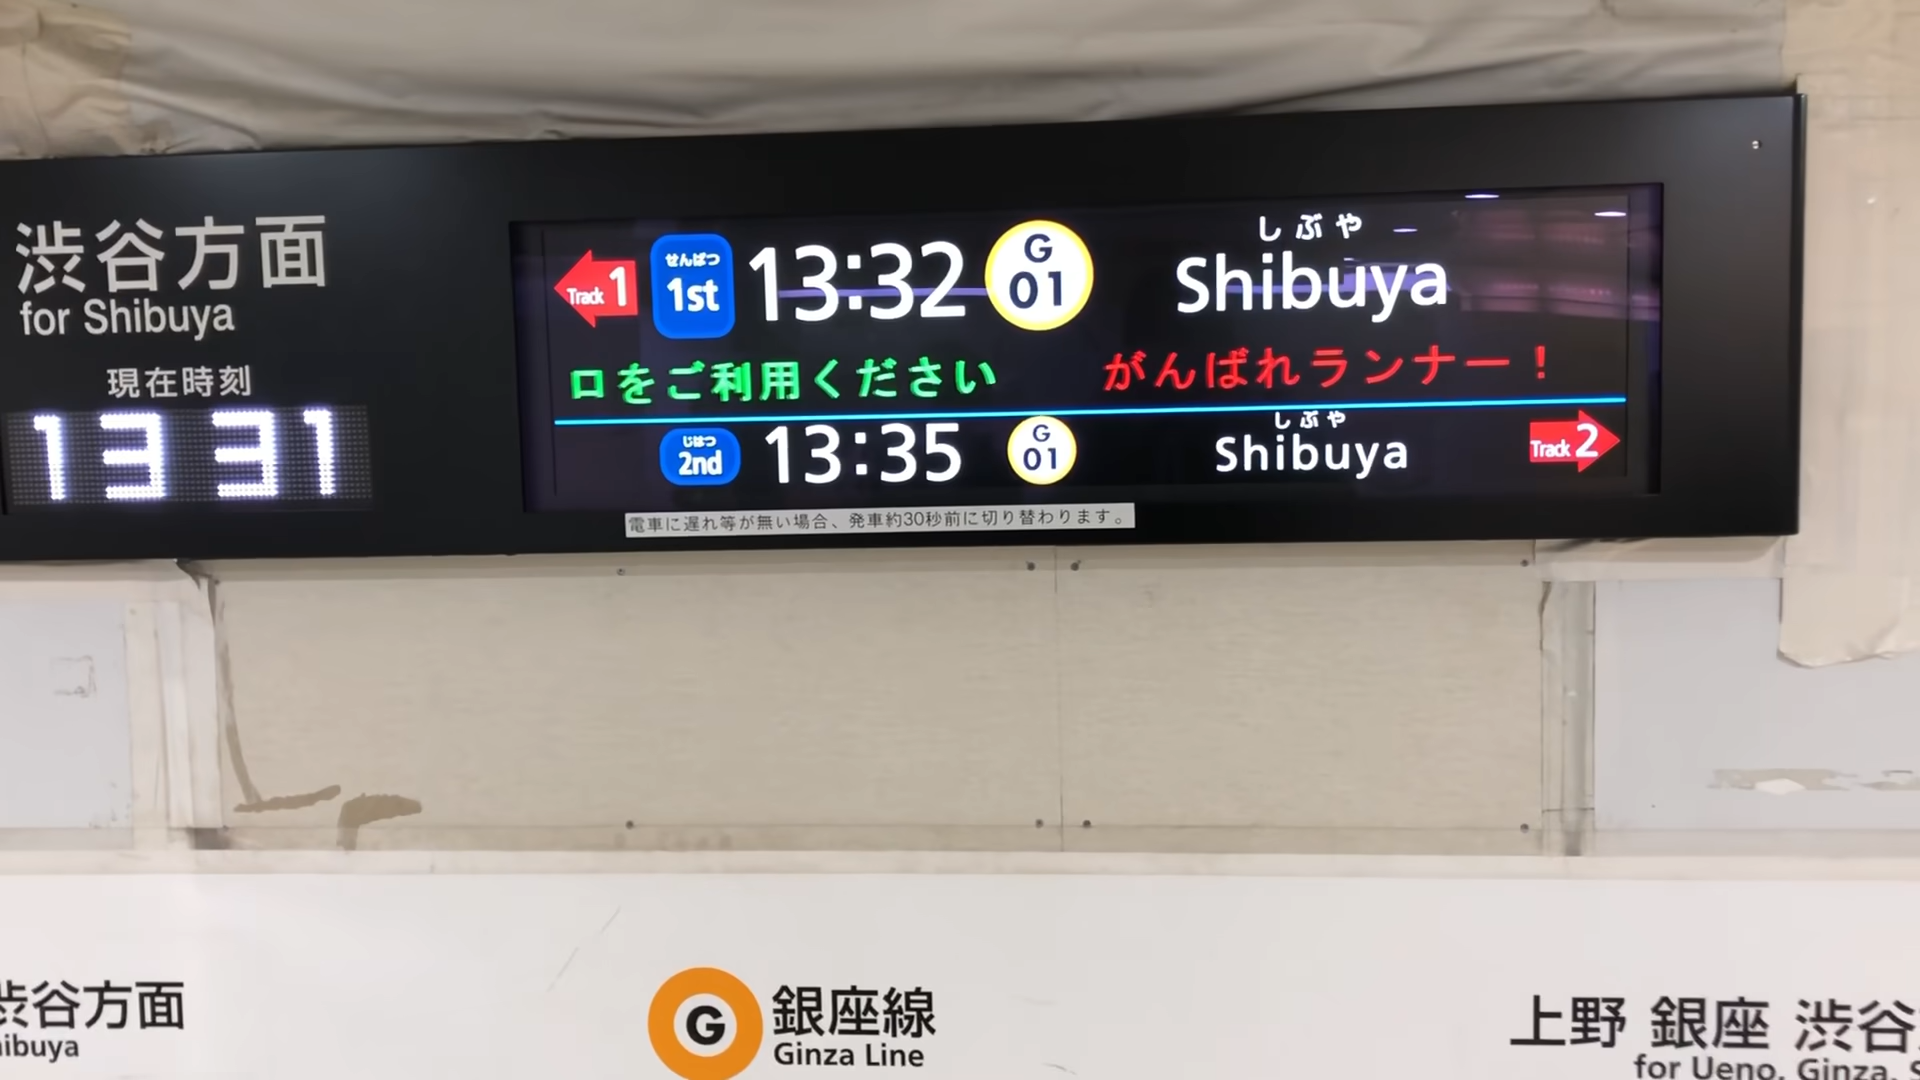 渋谷方面
for Shibuya
現在時刻
13 31
Track 1
せんぱつ
1st
13:32
G
01
しぶや
Shibuya
口をご利用ください がんばれランナー!
じはつ
2nd
13:35
G
01
しぶや
Shibuya
Track 2
電車に遅れ等が無い場合、発車約30秒前に切り替わります。
渋谷方面
ibuya
G
銀座線
Ginza Line
上野 銀座 渋谷
for Ueno, Ginza, S